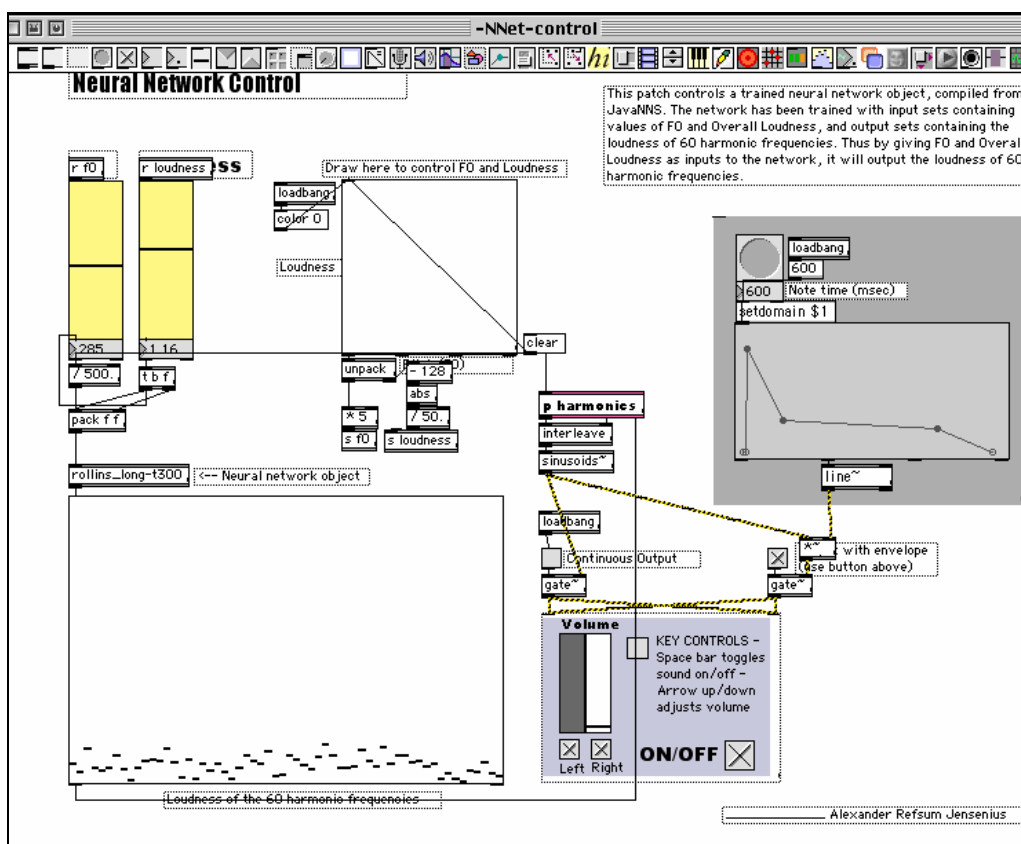 -NNet-control
hi
Neural Network Control
This patch controls a trained neural network object, compiled from
JavaNNS. The network has been trained with input sets containing
values of F0 and Overall Loudness, and output sets containing the
loudness of 60 harmonic frequencies. Thus by giving F0 and Overall
Loudness as inputs to the network, it will output the loudness of 60
harmonic frequencies.
r f0
r loudness
Draw here to control F0 and Loudness
loadbang
color 0
Loudness
loadbang
600
600
Note time (msec)
setdomain $1
285
1.16
clear
/ 500.
t b f
unpack
- 128
abs
pack f f
* 5
/ 50.
s f0
s loudness
p harmonics
interleave
sinusoids~
rollins_long-t300
<-- Neural network object
line~
loadbang
*~
with envelope
(use button above)
Continuous Output
gate~
gate~
Volume
KEY CONTROLS -
Space bar toggles
sound on/off -
Arrow up/down
adjusts volume
ON/OFF
Left
Right
Loudness of the 60 harmonic frequencies
Alexander Refsum Jensenius